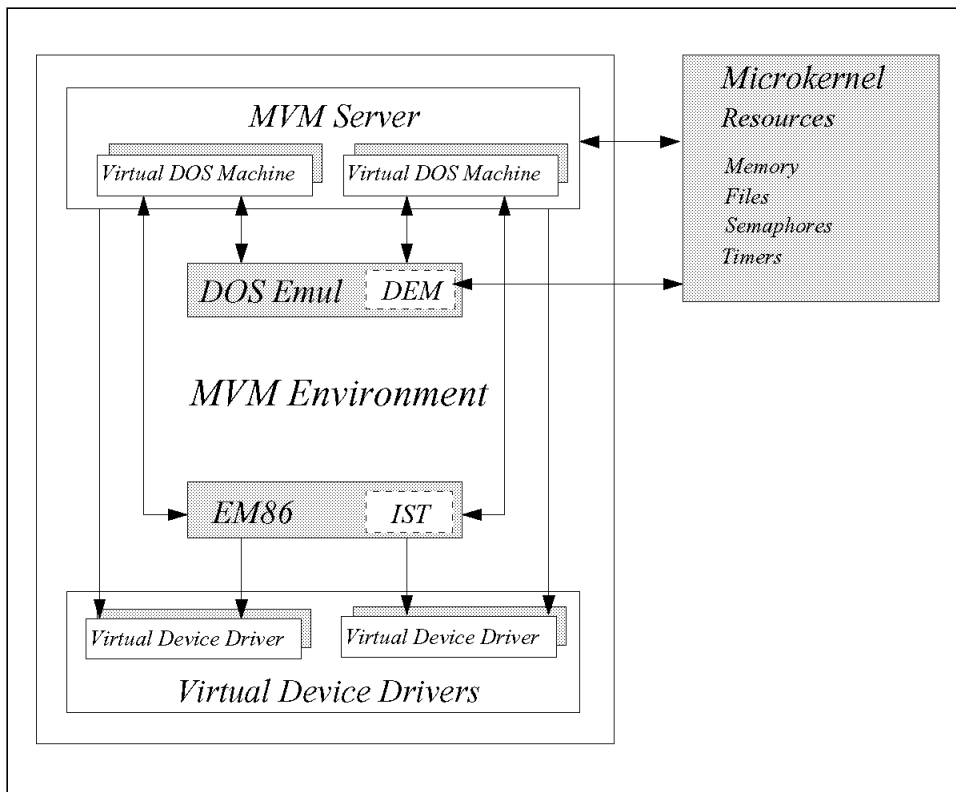 MVM Server
Virtual DOS Machine
Virtual DOS Machine
Microkernel
Resources
Memory
Files
Semaphores
Timers
DOS Emul
DEM
MVM Environment
EM86
IST
Virtual Device Driver
Virtual Device Driver
Virtual Device Drivers